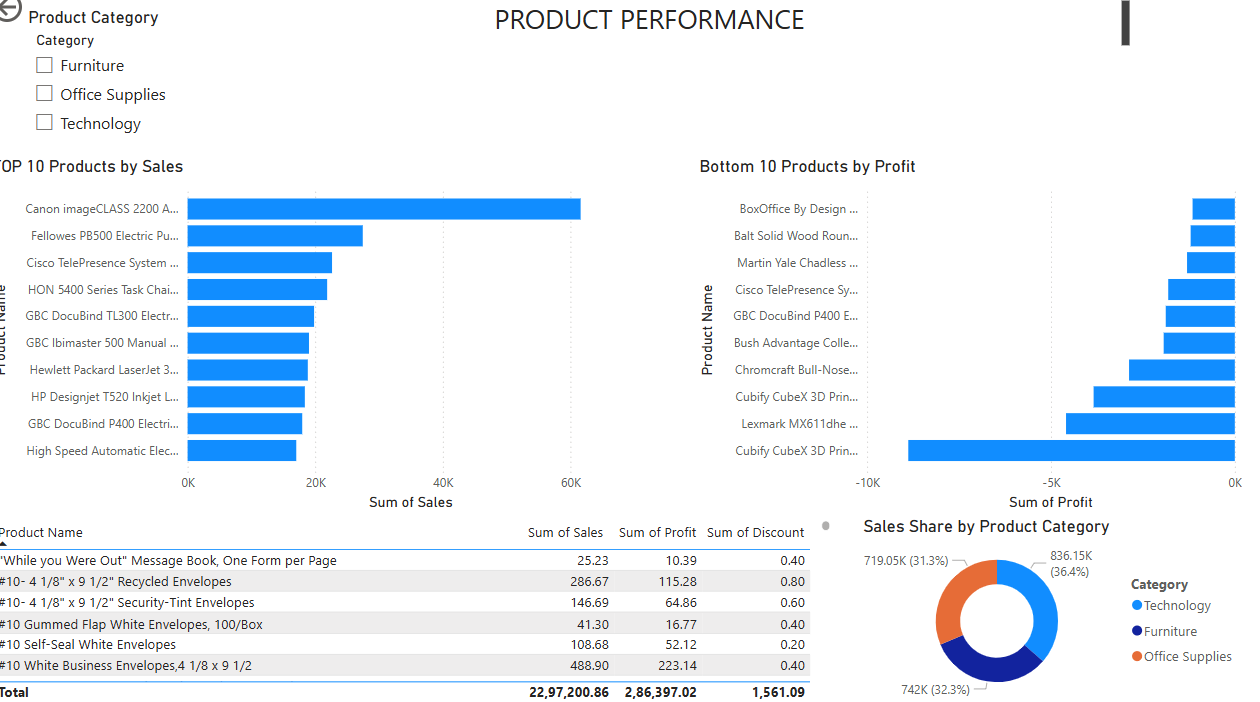 Product Category
PRODUCT PERFORMANCE
Category
Furniture
Office Supplies
Technology
TOP 10 Products by Sales
Canon imageCLASS 2200 A...
Fellowes PB500 Electric Pu...
Cisco TelePresence System ...
HON 5400 Series Task Chai...
GBC DocuBind TL300 Electr...
GBC Ibimaster 500 Manual ...
Hewlett Packard LaserJet 3...
HP Designjet T520 Inkjet L...
GBC DocuBind P400 Electri...
High Speed Automatic Elec...
Product Name
0K 20K 40K 60K
Sum of Sales
Bottom 10 Products by Profit
BoxOffice By Design ...
Balt Solid Wood Roun...
Martin Yale Chadless ...
Cisco TelePresence Sy...
GBC DocuBind P400 E...
Bush Advantage Colle...
Chromcraft Bull-Nose...
Cubify CubeX 3D Prin...
Lexmark MX611dhe ...
Cubify CubeX 3D Prin...
Product Name
-10K -5K 0K
Sum of Profit
Product Name Sum of Sales Sum of Profit Sum of Discount
"While you Were Out" Message Book, One Form per Page 25.23 10.39 0.40
#10- 4 1/8" x 9 1/2" Recycled Envelopes 286.67 115.28 0.80
#10- 4 1/8" x 9 1/2" Security-Tint Envelopes 146.69 64.86 0.60
#10 Gummed Flap White Envelopes, 100/Box 41.30 16.77 0.40
#10 Self-Seal White Envelopes 108.68 52.12 0.20
#10 White Business Envelopes,4 1/8 x 9 1/2 488.90 223.14 0.40
Total 22,97,200.86 2,86,397.02 1,561.09
Sales Share by Product Category
719.05K (31.3%)
836.15K
(36.4%)
742K (32.3%)
Category
Technology
Furniture
Office Supplies